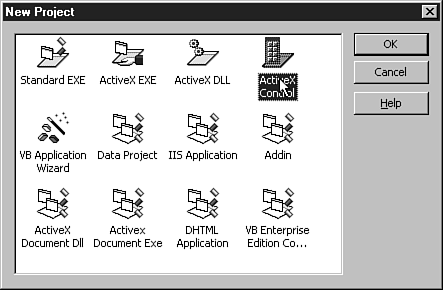 New Project
OK
Cancel
Help
Standard EXE
ActiveX EXE
ActiveX DLL
ActiveX
Control
VB Application
Wizard
Data Project
IIS Application
Addin
ActiveX
Document Dll
Activex
Document Exe
DHTML
Application
VB Enterprise
Edition Co...